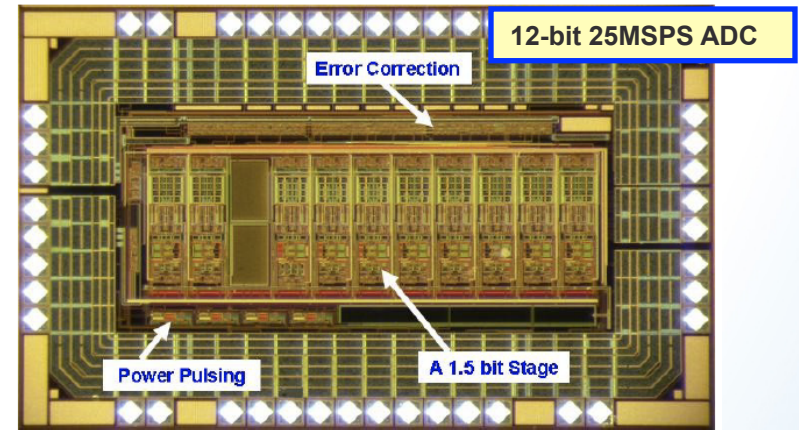 12-bit 25MSPS ADC
Error Correction
Power Pulsing
A 1.5 bit Stage